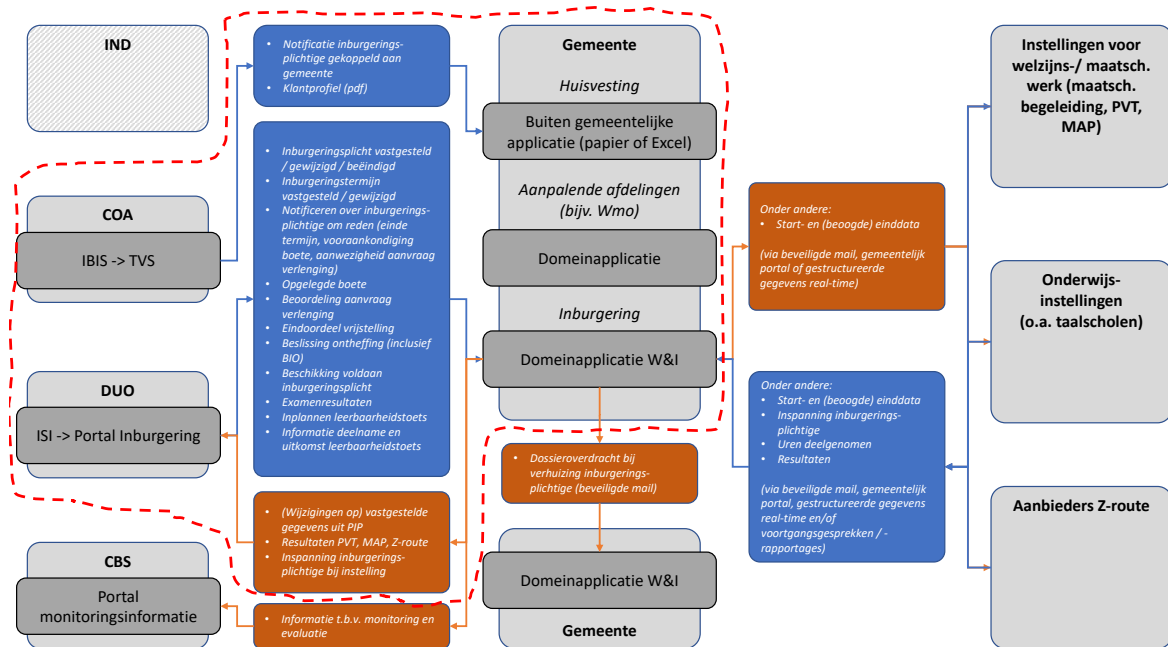 IND
COA
IBIS -> TVS
DUO
ISI -> Portal Inburgering
CBS
Portal
monitoringsinformatie
• Notificatie inburgerings-
plichtige gekoppeld aan
gemeente
• Klantprofiel (pdf)
• Inburgeringsplicht vastgesteld
/ gewijzigd / beëindigd
• Inburgeringstermijn
vastgesteld / gewijzigd
• Notificeren over inburgerings-
plichtige om reden (einde
termijn, vooraankondiging
boete, aanwezigheid aanvraag
verlenging)
• Opgelegde boete
• Beoordeling aanvraag
verlenging
• Eindoordeel vrijstelling
• Beslissing ontheffing (inclusief
BIO)
• Beschikking voldaan
inburgeringsplicht
• Examenresultaten
• Inplannen leerbaarheidstoets
• Informatie deelname en
uitkomst leerbaarheidstoets
• (Wijzigingen op) vastgestelde
gegevens uit PIP
• Resultaten PVT, MAP, Z-route
• Inspanning inburgerings-
plichtige bij instelling
• Informatie t.b.v. monitoring en
evaluatie
Gemeente
Huisvesting
Buiten gemeentelijke
applicatie (papier of Excel)
Aanpalende afdelingen
(bijv. Wmo)
Domeinapplicatie
Inburgering
Domeinapplicatie W&I
• Dossieroverdracht bij
verhuizing inburgerings-
plichtige (beveiligde mail)
Domeinapplicatie W&I
Gemeente
Onder andere:
• Start- en (beoogde) einddata
(via beveiligde mail, gemeentelijk
portal of gestructureerde
gegevens real-time)
Onder andere:
• Start- en (beoogde) einddata
• Inspanning inburgerings-
plichtige
• Uren deelgenomen
• Resultaten
(via beveiligde mail, gemeentelijk
portal, gestructureerde gegevens
real-time en/of
voortgangsgesprekken / -
rapportages)
Instellingen voor
welzijns-/ maatsch.
werk (maatsch.
begeleiding, PVT,
MAP)
Onderwijs-
instellingen
(o.a. taalscholen)
Aanbieders Z-route